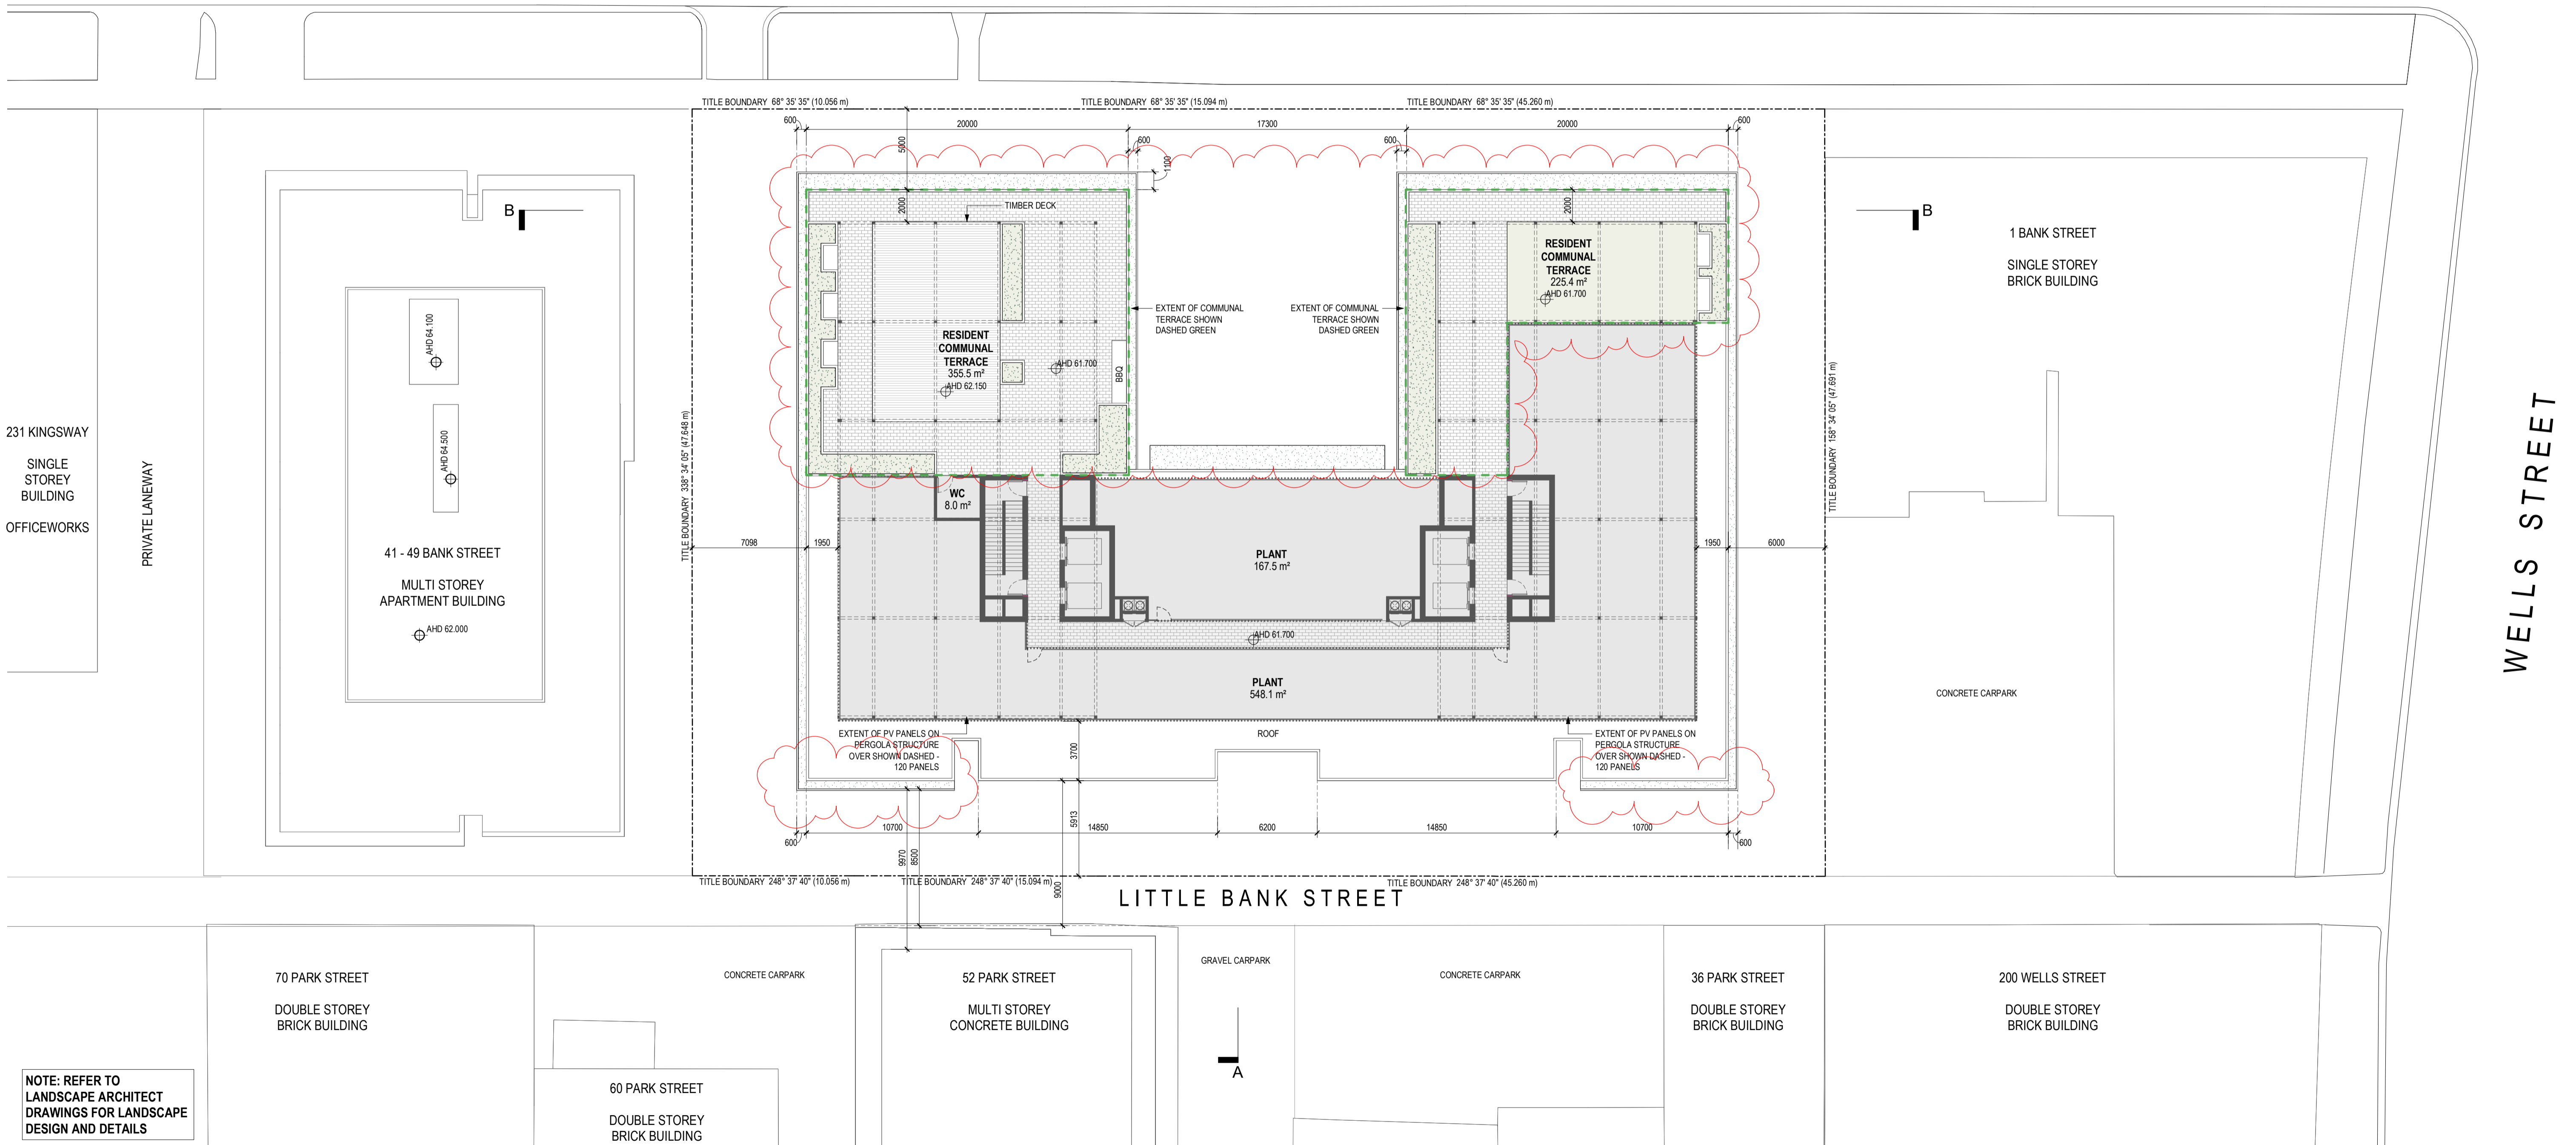 TITLE BOUNDARY 68° 35' 35" (10.056 m)
TITLE BOUNDARY 68° 35' 35" (15.094 m)
TITLE BOUNDARY 68° 35' 35" (45.260 m)
600
20000
17300
20000
600
5000
600
600
1100
2000
2000
TIMBER DECK
B
B
1 BANK STREET
SINGLE STOREY
BRICK BUILDING
RESIDENT
COMMUNAL
TERRACE
225.4 m²
AHD 61.700
EXTENT OF COMMUNAL
TERRACE SHOWN
DASHED GREEN
EXTENT OF COMMUNAL
TERRACE SHOWN
DASHED GREEN
AHD 64.100
RESIDENT
COMMUNAL
TERRACE
355.5 m²
AHD 62.150
AHD 61.700
BBQ
AHD 64.500
231 KINGSWAY
SINGLE
STOREY
BUILDING
OFFICEWORKS
PRIVATE LANEWAY
TITLE BOUNDARY 338° 34' 05" (47.648 m)
TITLE BOUNDARY 158° 34' 05" (47.691 m)
WELLS STREET
WC
8.0 m²
41 - 49 BANK STREET
MULTI STOREY
APARTMENT BUILDING
AHD 62.000
7098
1950
PLANT
167.5 m²
1950
6000
AHD 61.700
PLANT
548.1 m²
CONCRETE CARPARK
EXTENT OF PV PANELS ON
PERGOLA STRUCTURE
OVER SHOWN DASHED -
120 PANELS
ROOF
EXTENT OF PV PANELS ON
PERGOLA STRUCTURE
OVER SHOWN DASHED -
120 PANELS
3700
5913
600
10700
14850
6200
14850
10700
600
9970
8500
9000
TITLE BOUNDARY 248° 37' 40" (10.056 m)
TITLE BOUNDARY 248° 37' 40" (15.094 m)
TITLE BOUNDARY 248° 37' 40" (45.260 m)
LITTLE BANK STREET
70 PARK STREET
DOUBLE STOREY
BRICK BUILDING
CONCRETE CARPARK
52 PARK STREET
MULTI STOREY
CONCRETE BUILDING
GRAVEL CARPARK
CONCRETE CARPARK
36 PARK STREET
DOUBLE STOREY
BRICK BUILDING
200 WELLS STREET
DOUBLE STOREY
BRICK BUILDING
A
60 PARK STREET
DOUBLE STOREY
BRICK BUILDING
NOTE: REFER TO
LANDSCAPE ARCHITECT
DRAWINGS FOR LANDSCAPE
DESIGN AND DETAILS